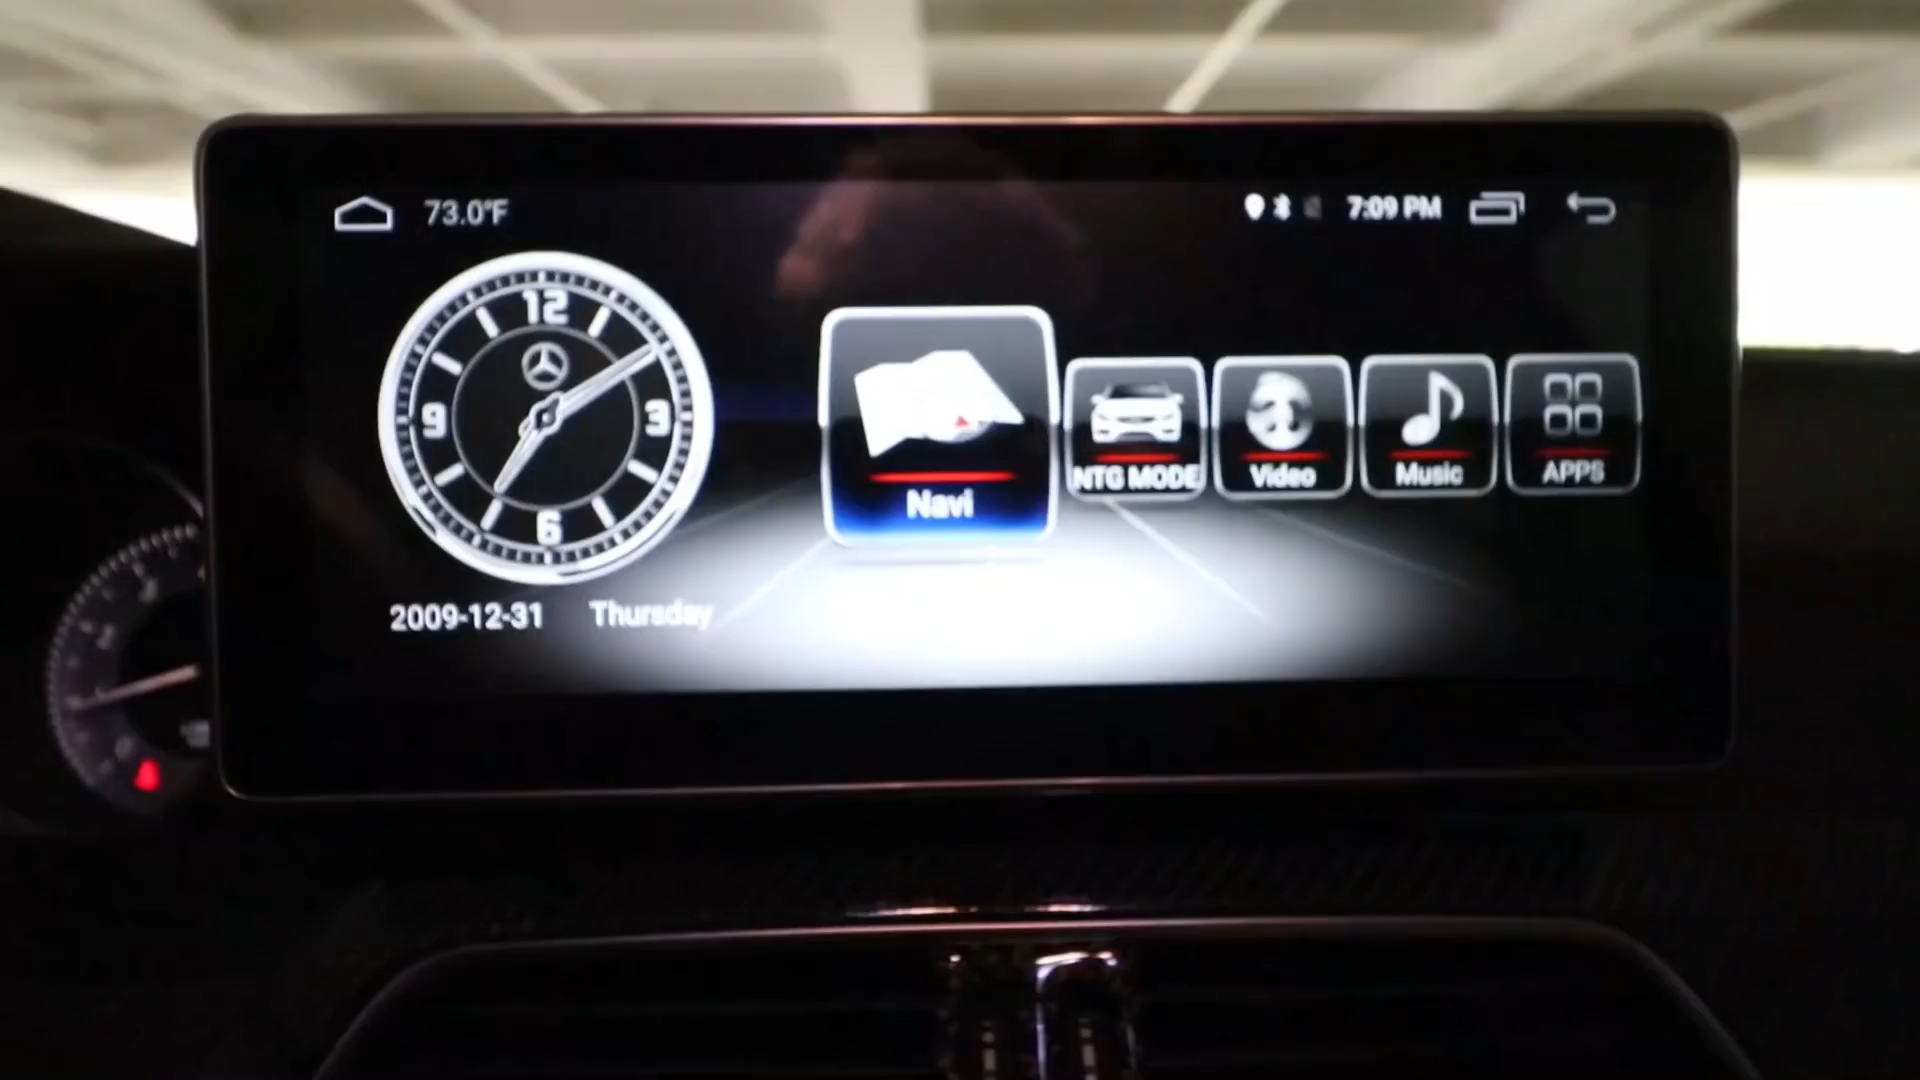 73.0°F
7:09 PM
12
9
3
6
Navi
NTG MODE
Video
Music
APPS
2009-12-31 Thursday